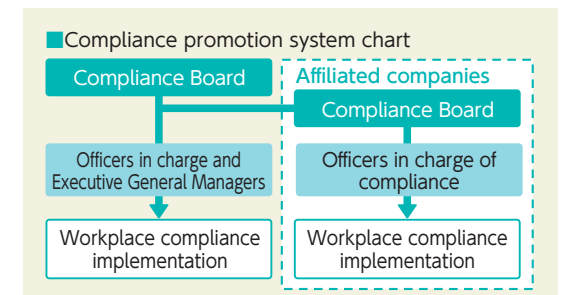 ■Compliance promotion system chart
Compliance Board
Affiliated companies
Compliance Board
Officers in charge and
Executive General Managers
Officers in charge of
compliance
Workplace compliance
implementation
Workplace compliance
implementation